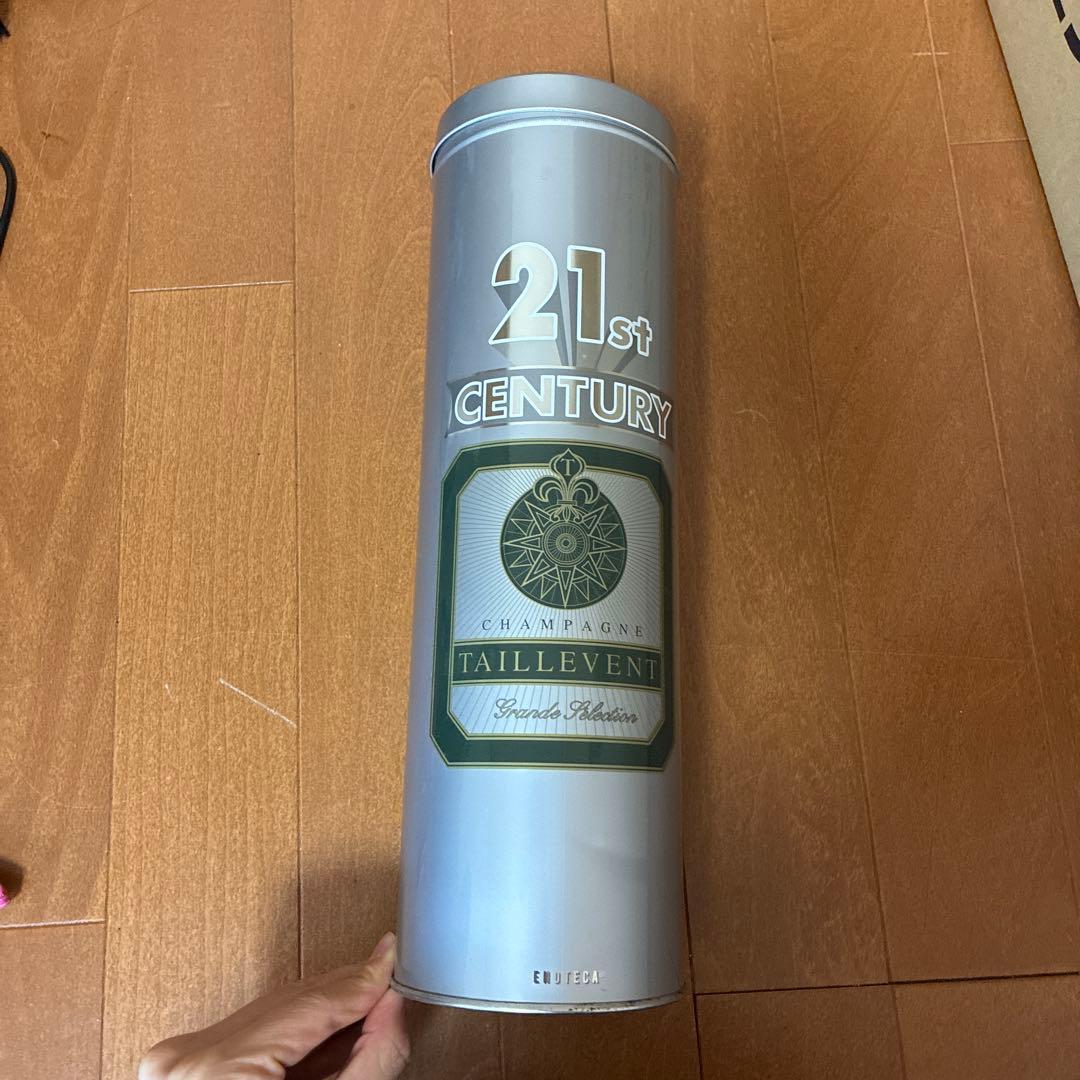 21st
CENTURY
T
CHAMPAGNE
TAILLEVENT
Grande Sélection
ENOTECA